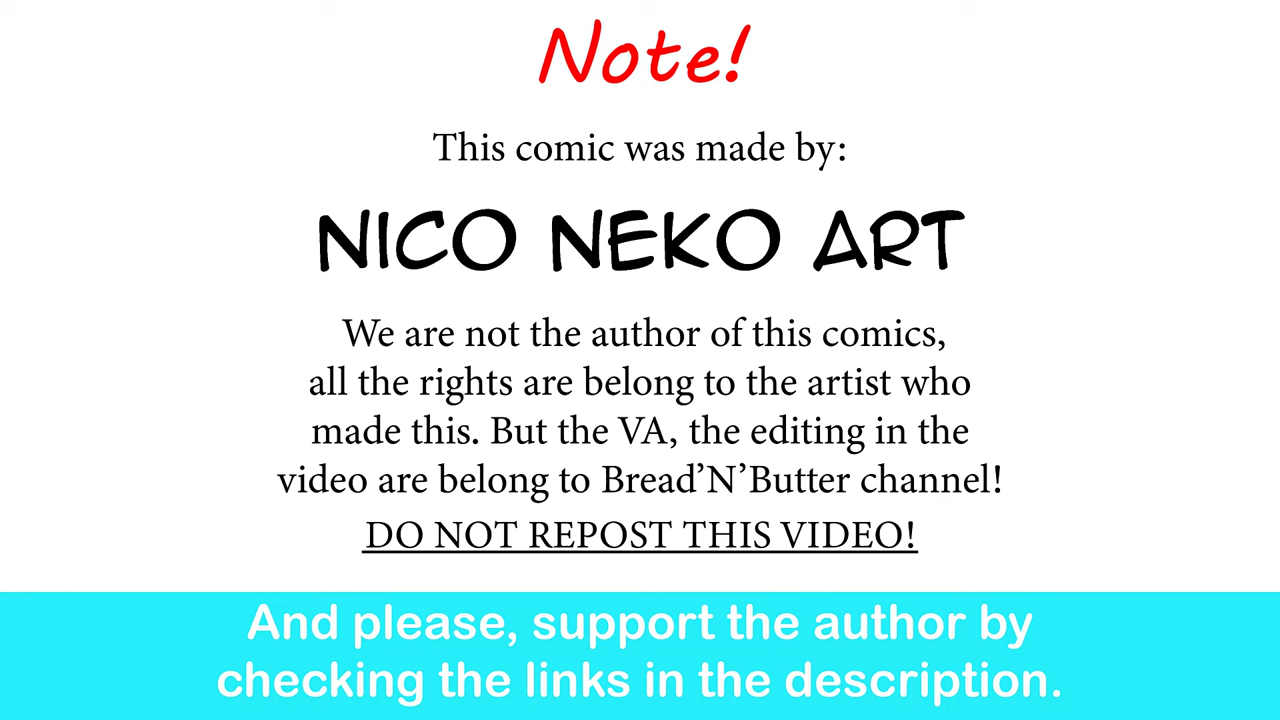 Note!
This comic was made by:
NICO NEKO ART
We are not the author of this comics,
all the rights are belong to the artist who
made this. But the VA, the editing in the
video are belong to Bread’N’Butter channel!
DO NOT REPOST THIS VIDEO!
And please, support the author by
checking the links in the description.